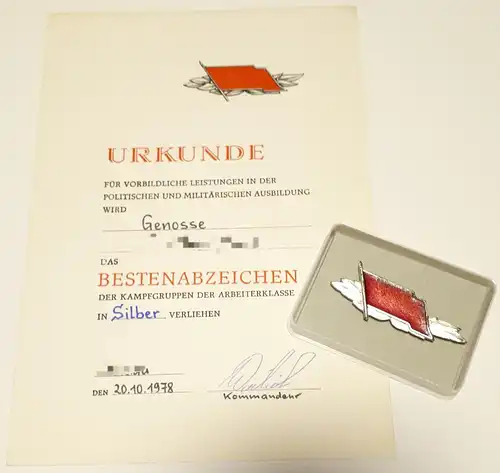 URKUNDE
FÜR VORBILDLICHE LEISTUNGEN IN DER
POLITISCHEN UND MILITÄRISCHEN AUSBILDUNG
WIRD
Genosse
DAS
BESTENABZEICHEN
DER KAMPFGRUPPEN DER ARBEITERKLASSE
IN Silber VERLIEHEN
DEN 20.10.1978
Kommandeur